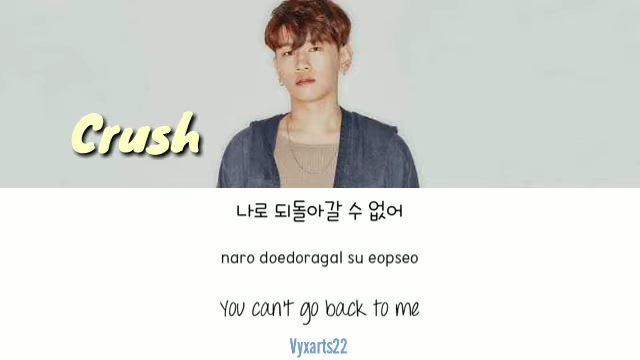 Crush
나로 되돌아갈 수 없어
naro doedoragal su eopseo
You can't go back to me
Vyxarts22